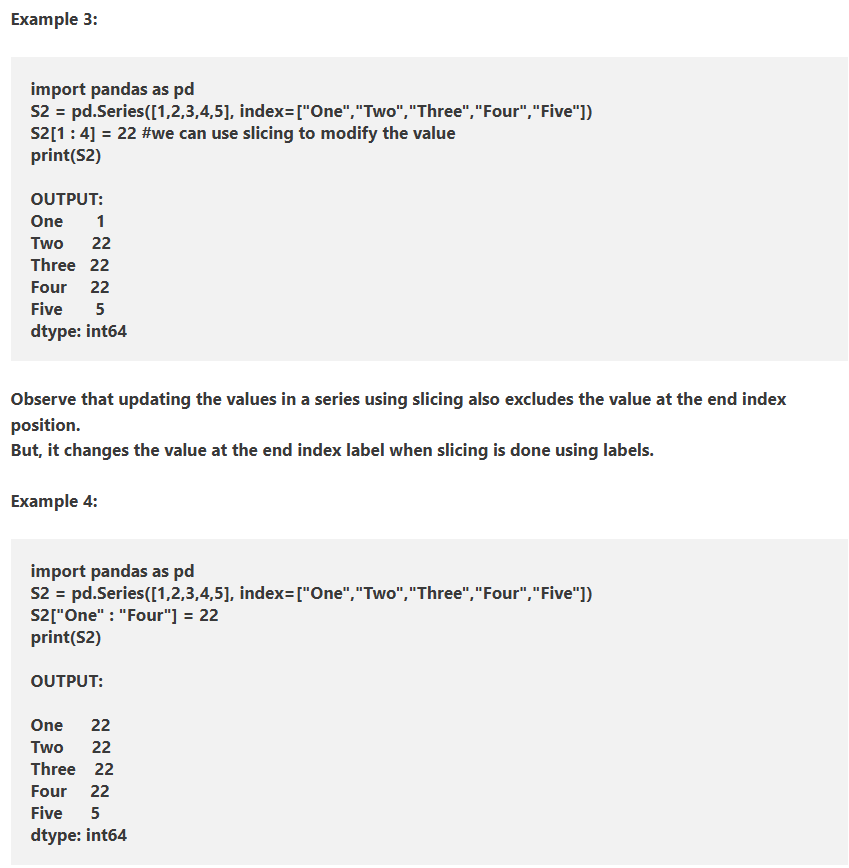 Example 3:
import pandas as pd
S2 = pd.Series([1,2,3,4,5], index=["One","Two","Three","Four","Five"])
S2[1 : 4] = 22 #we can use slicing to modify the value
print(S2)
OUTPUT:
One 1
Two 22
Three 22
Four 22
Five 5
dtype: int64
Observe that updating the values in a series using slicing also excludes the value at the end index
position.
But, it changes the value at the end index label when slicing is done using labels.
Example 4:
import pandas as pd
S2 = pd.Series([1,2,3,4,5], index=["One","Two","Three","Four","Five"])
S2["One" : "Four"] = 22
print(S2)
OUTPUT:
One 22
Two 22
Three 22
Four 22
Five 5
dtype: int64